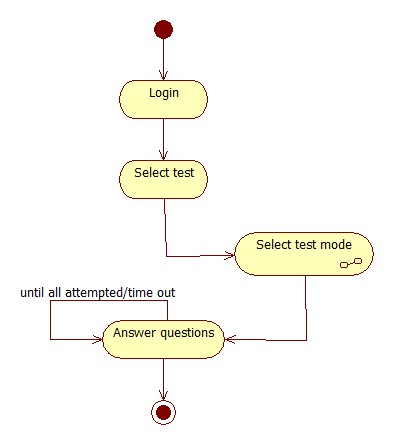 Login
Select test
Select test mode
until all attempted/time out
Answer questions